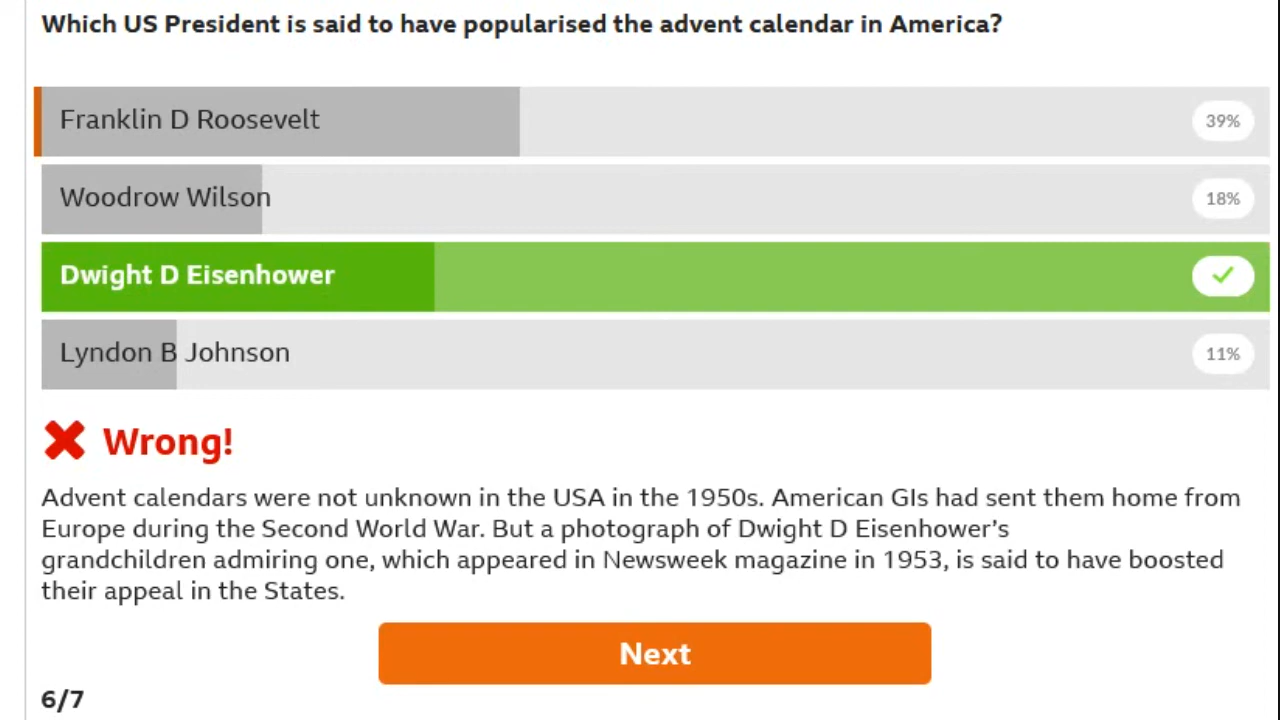 Which US President is said to have popularised the advent calendar in America?
Franklin D Roosevelt 39%
Woodrow Wilson 18%
Dwight D Eisenhower
Lyndon B Johnson 11%
Wrong!
Advent calendars were not unknown in the USA in the 1950s. American GIs had sent them home from
Europe during the Second World War. But a photograph of Dwight D Eisenhower’s
grandchildren admiring one, which appeared in Newsweek magazine in 1953, is said to have boosted
their appeal in the States.
Next
6/7